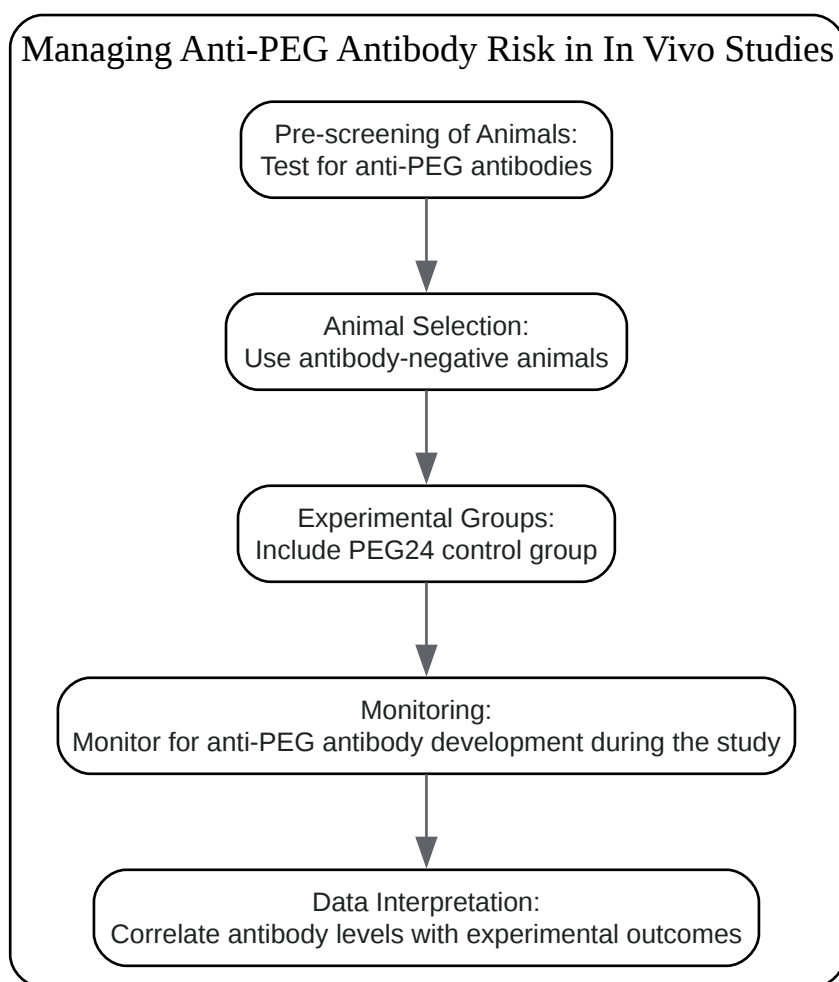 Managing Anti-PEG Antibody Risk in In Vivo Studies
Pre-screening of Animals:
Test for anti-PEG antibodies
Animal Selection:
Use antibody-negative animals
Experimental Groups:
Include PEG24 control group
Monitoring:
Monitor for anti-PEG antibody development during the study
Data Interpretation:
Correlate antibody levels with experimental outcomes